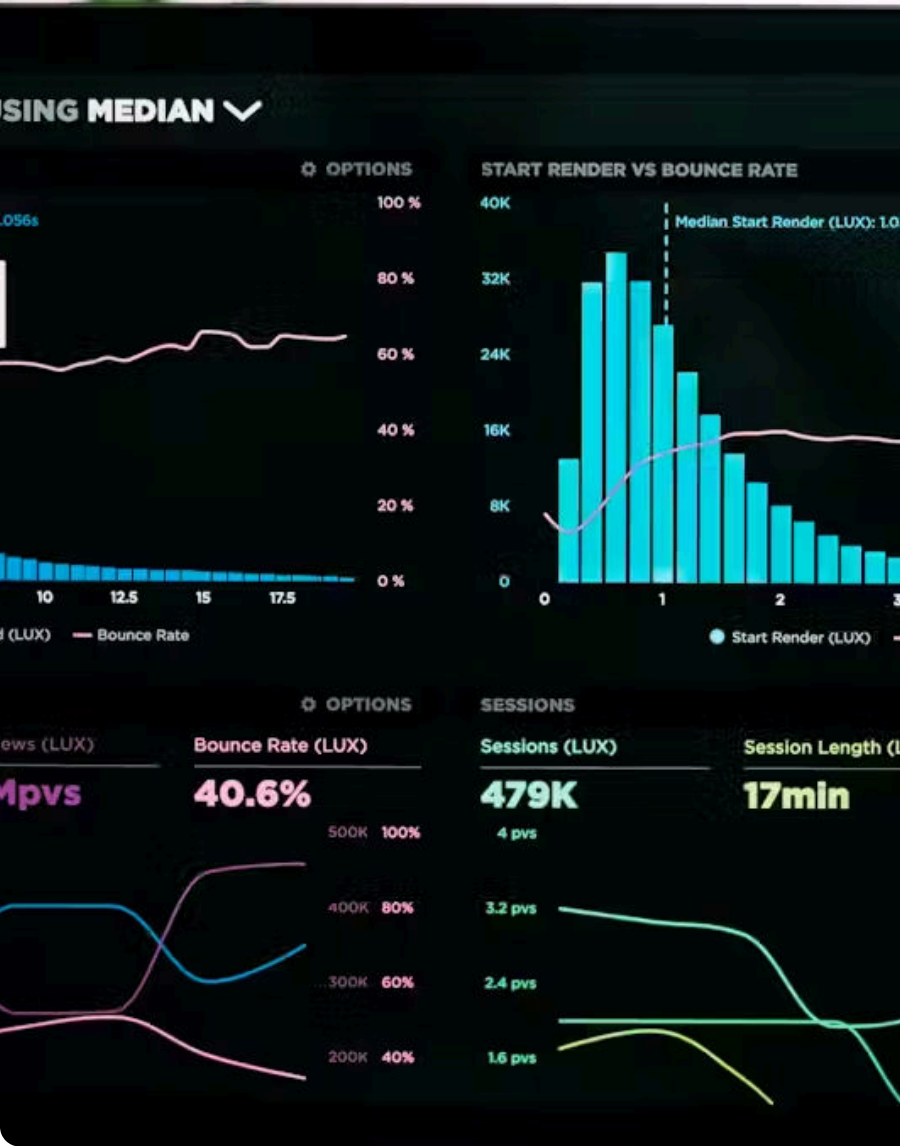 USING MEDIAN
OPTIONS
.056s
100 %
80 %
60 %
40 %
20 %
0 %
10 12.5 15 17.5
(LUX) Bounce Rate
START RENDER VS BOUNCE RATE
40K
Median Start Render (LUX): 1.0
32K
24K
16K
8K
0
0 1 2 3
Start Render (LUX)
OPTIONS
ews (LUX) Bounce Rate (LUX)
Mpvs 40.6%
500K 100%
400K 80%
300K 60%
200K 40%
SESSIONS
Sessions (LUX) Session Length (L
479K 17min
4 pvs
3.2 pvs
2.4 pvs
1.6 pvs